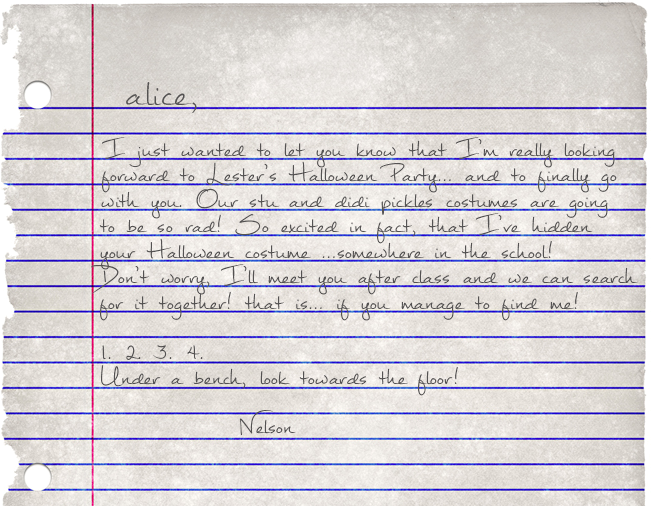 alice,
I just wanted to let you know that I'm really looking
forward to Lester's Halloween Party... and to finally go
with you. Our stu and didi pickles costumes are going
to be so rad! So excited in fact, that I've hidden
your Halloween costume ...somewhere in the school!
Don't worry, I'll meet you after class and we can search
for it together! that is... if you manage to find me!
1. 2. 3. 4.
Under a bench, look towards the floor!
Nelson